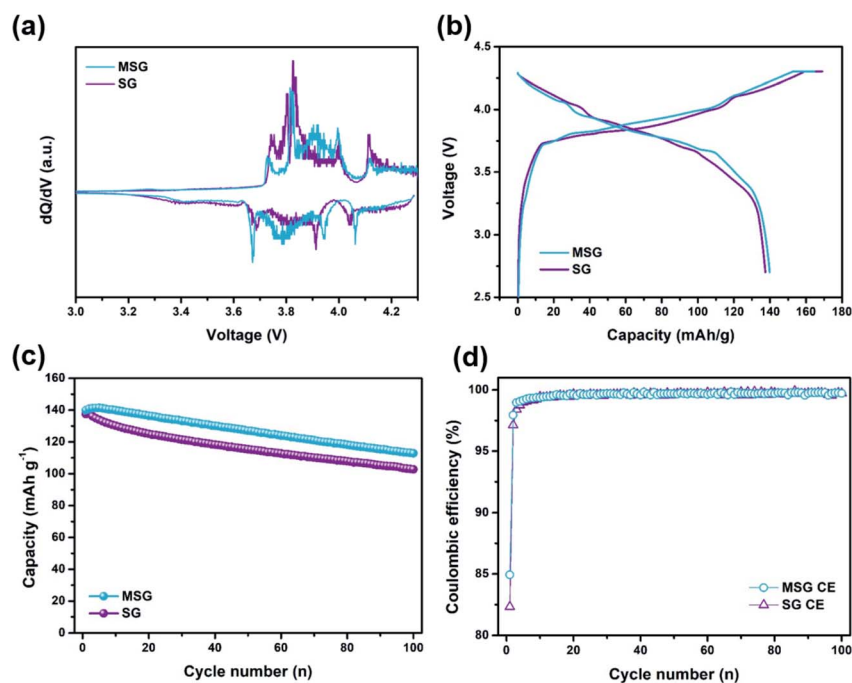 (a)
MSG
SG
dQ/dV (a.u.)
3.0 3.2 3.4 3.6 3.8 4.0 4.2
Voltage (V)
(b)
4.5
4.0
3.5
3.0
2.5
Voltage (V)
MSG
SG
0 20 40 60 80 100 120 140 160 180
Capacity (mAh/g)
(c)
160
140
120
100
80
60
40
20
0
Capacity (mAh g⁻¹)
MSG
SG
0 20 40 60 80 100
Cycle number (n)
(d)
100
95
90
85
80
Coulombic efficiency (%)
MSG CE
SG CE
0 20 40 60 80 100
Cycle number (n)